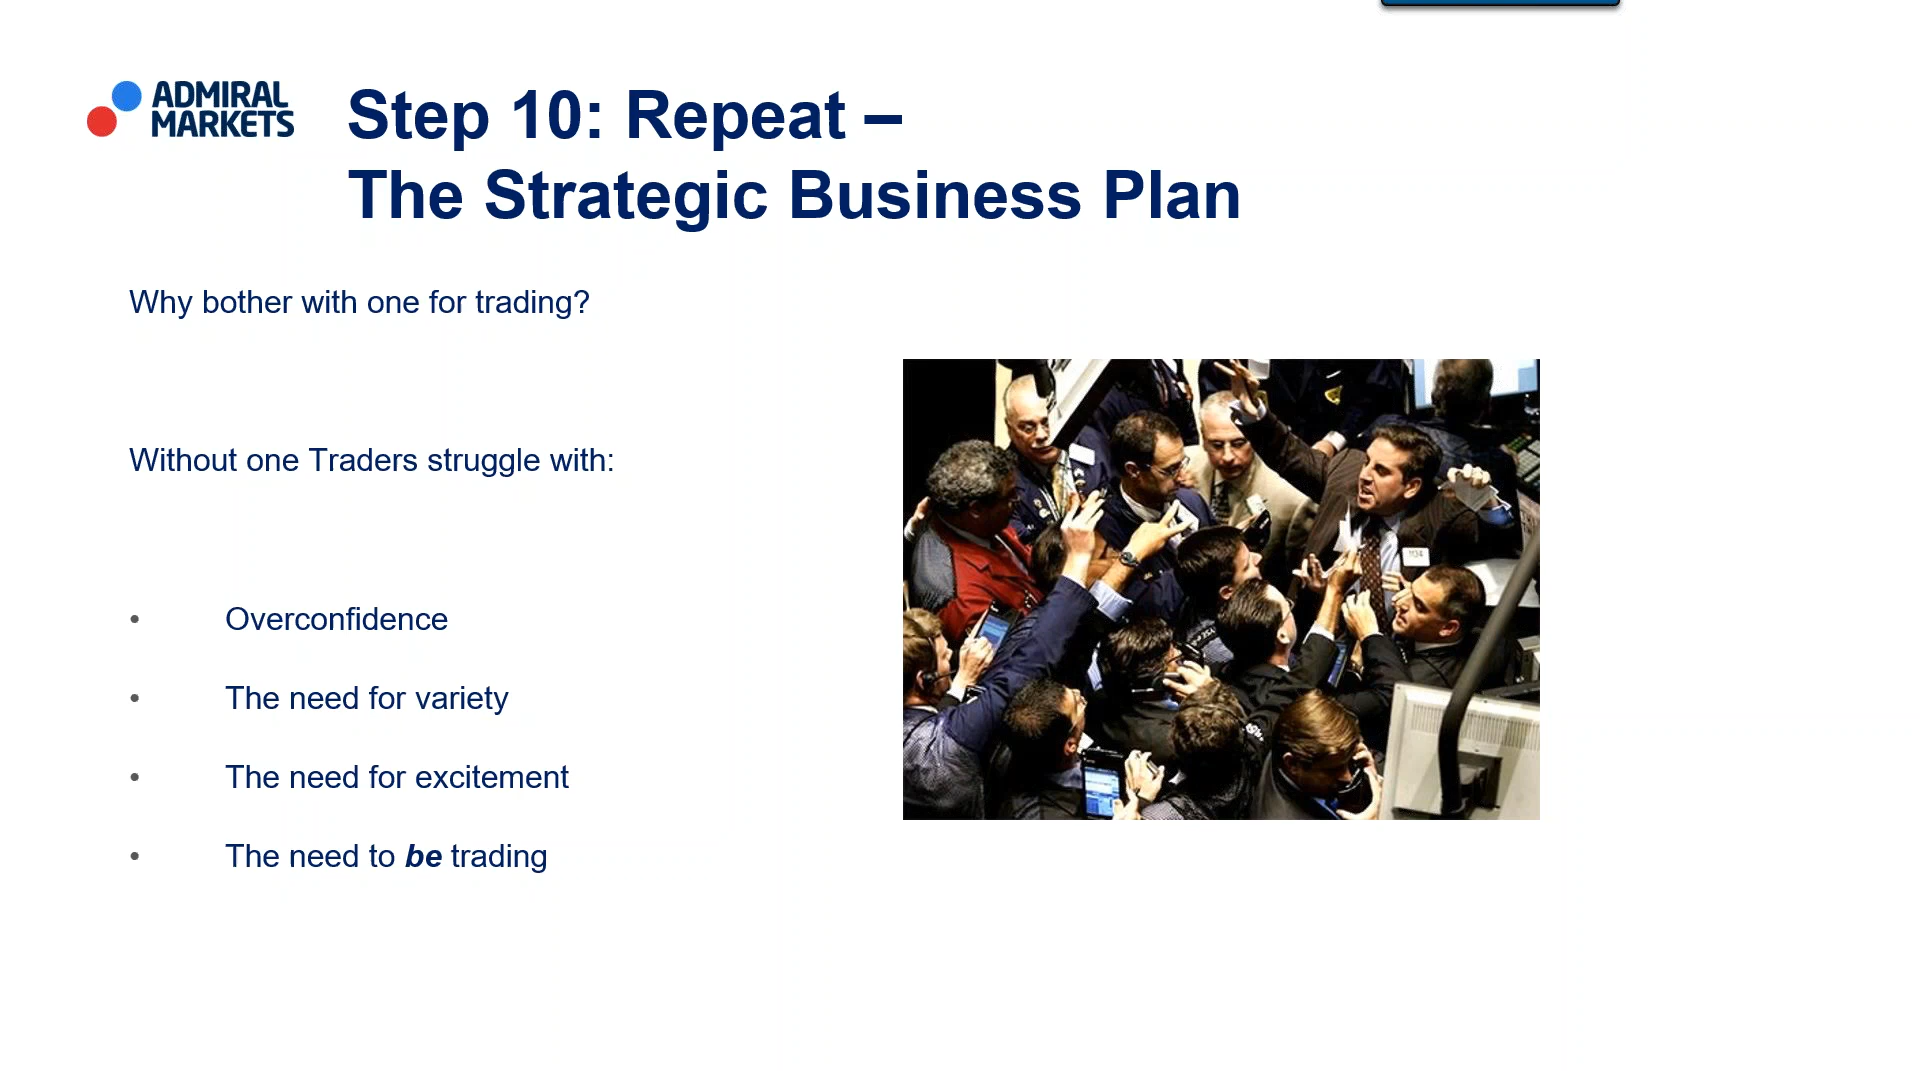 ADMIRAL
MARKETS
Step 10: Repeat –
The Strategic Business Plan
Why bother with one for trading?
Without one Traders struggle with:
• Overconfidence
• The need for variety
• The need for excitement
• The need to be trading